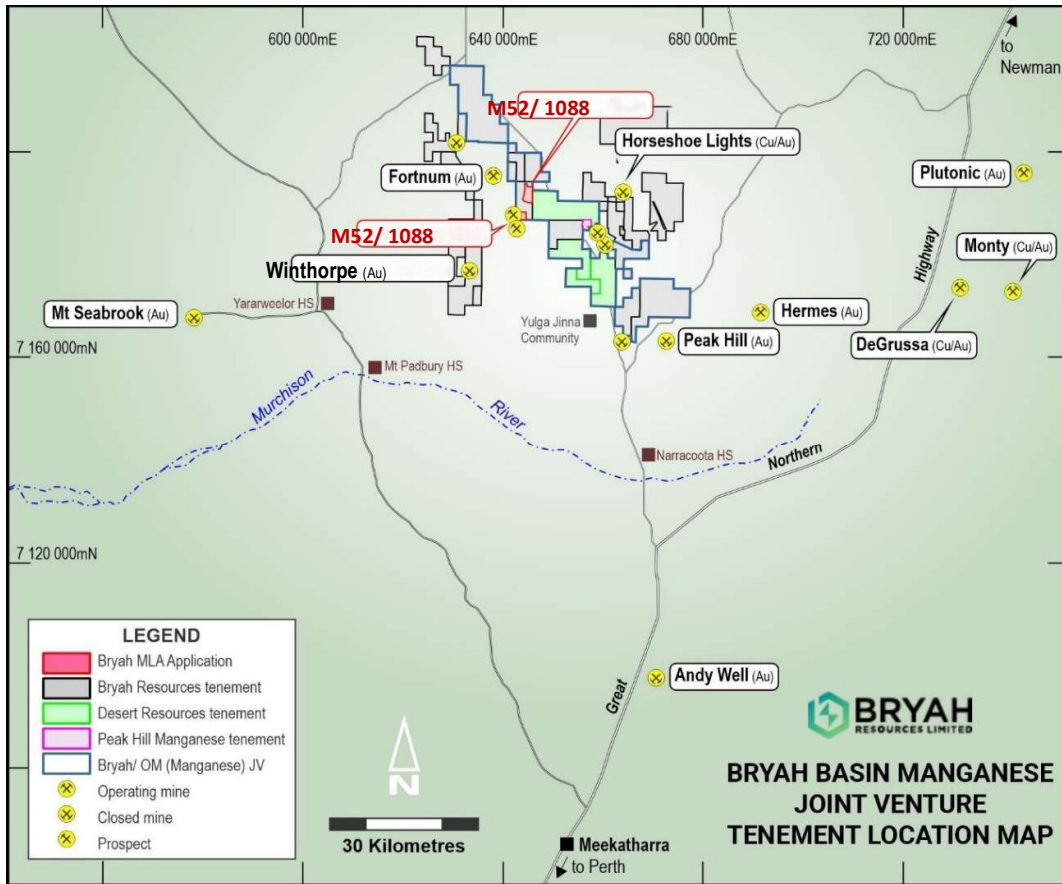 600 000mE
640 000mE
680 000mE
720 000mE
to
Newman
M52/ 1088
Horseshoe Lights (Cu/Au)
Fortnum (Au)
Plutonic (Au)
M52/ 1088
Highway
Monty (Cu/Au)
Winthorpe (Au)
Yararweelor HS
Mt Seabrook (Au)
Yulga Jinna
Community
Hermes (Au)
Peak Hill (Au)
DeGrussa (Cu/Au)
7 160 000mN
Mt Padbury HS
Murchison
River
Narracoota HS
Northern
7 120 000mN
LEGEND
Bryah MLA Application
Bryah Resources tenement
Desert Resources tenement
Peak Hill Manganese tenement
Bryah/ OM (Manganese) JV
Operating mine
Closed mine
Prospect
N
30 Kilometres
Great
Andy Well (Au)
Meekatharra
to Perth
BRYAH
RESOURCES LIMITED
BRYAH BASIN MANGANESE
JOINT VENTURE
TENEMENT LOCATION MAP